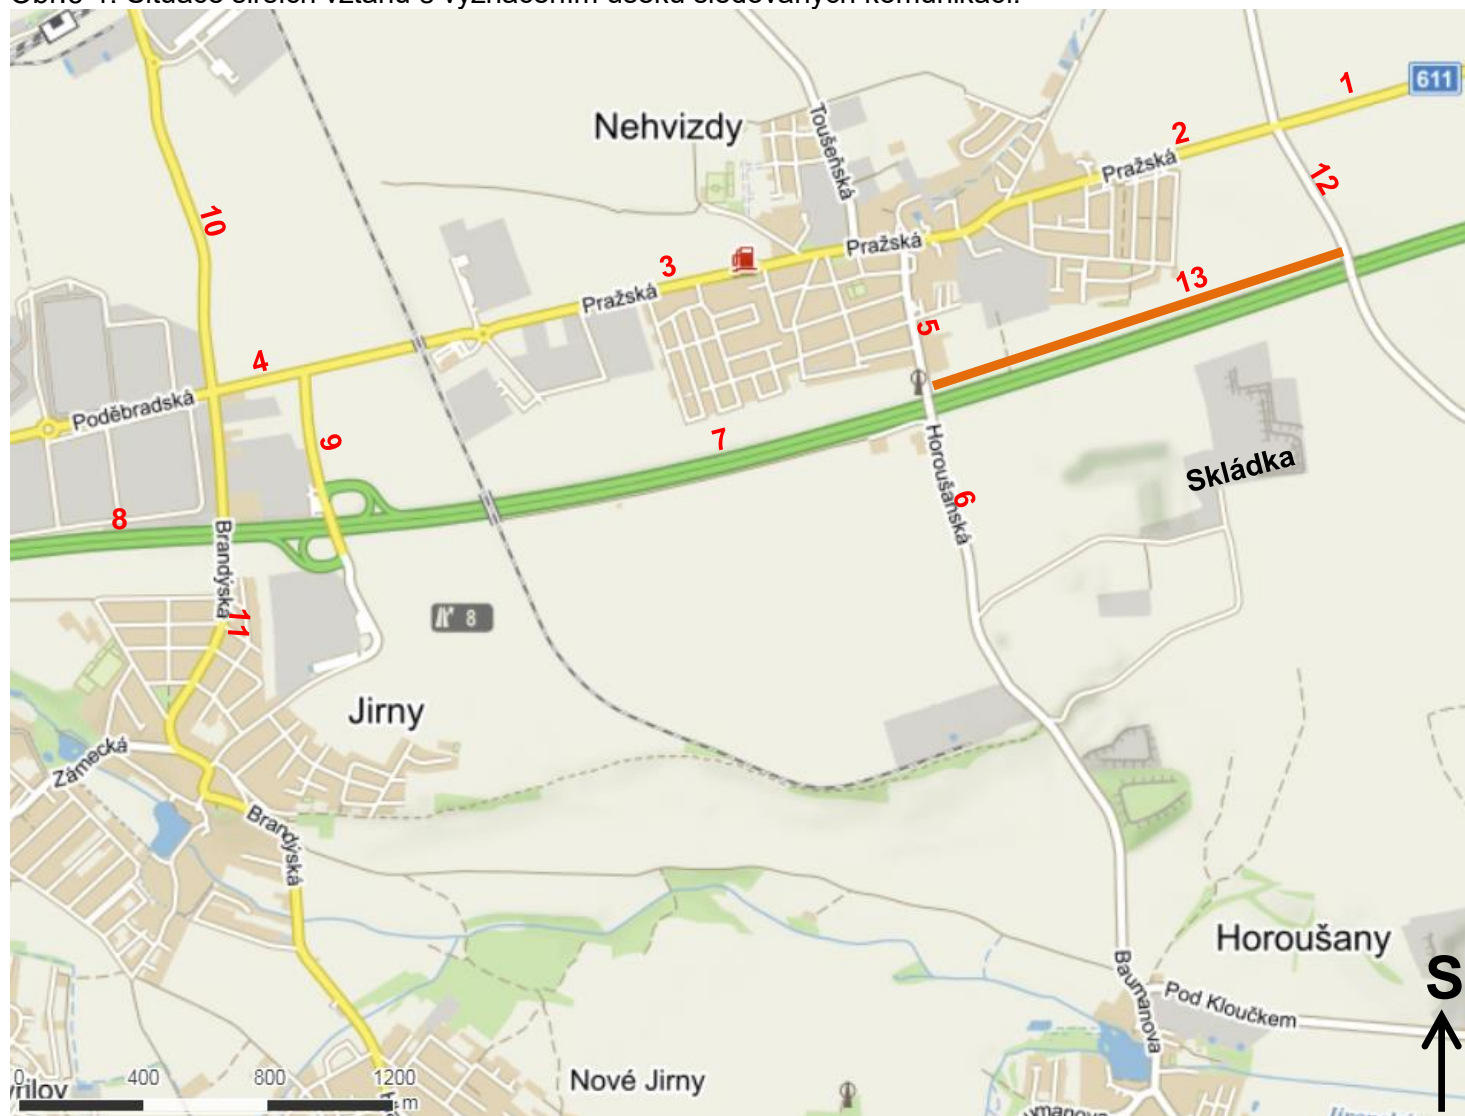 611
1
2
Nehvizdy
Toušeňská
Pražská
12
10
Pražská
3
13
Pražská
5
4
Poděbradská
9
7
Horoušanská
6
Skládka
8
Brandýská
11
8
Jirny
Zámecká
Brandýská
Horoušany
Baumanova
S
Pod Kloučkem
Nové Jirny
0 400 800 1200 m